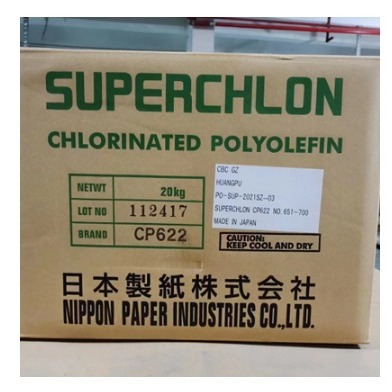 SUPERCHLON
CHLORINATED POLYOLEFIN
NETWT 20kg
LOT NO 112417
BRAND CP622
CBC GZ
HUANGPU
PO-SUP-2021SZ-03
SUPERCHLON CP622 NO.651-700
MADE IN JAPAN
CAUTION:
KEEP COOL AND DRY
日本製紙株式会社
NIPPON PAPER INDUSTRIES CO.,LTD.